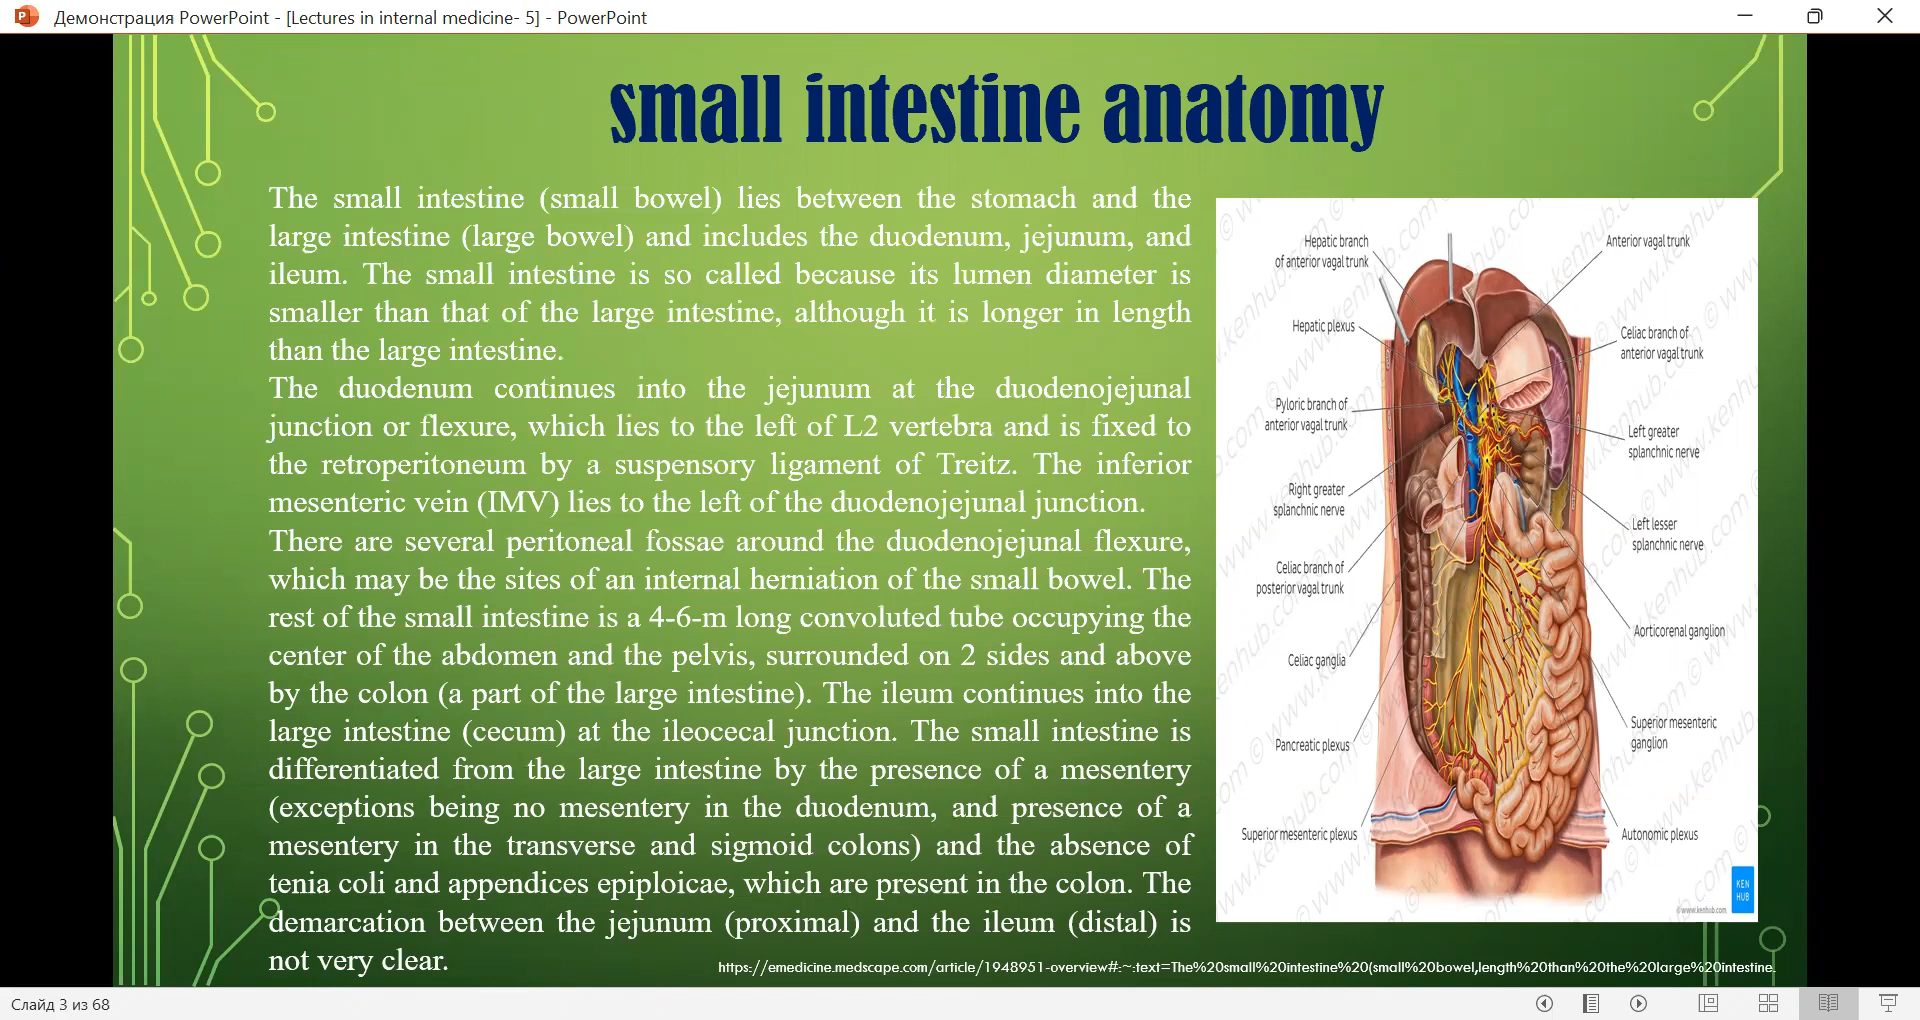 Демонстрация PowerPoint - [Lectures in internal medicine- 5] - PowerPoint
small intestine anatomy
The small intestine (small bowel) lies between the stomach and the
large intestine (large bowel) and includes the duodenum, jejunum, and
ileum. The small intestine is so called because its lumen diameter is
smaller than that of the large intestine, although it is longer in length
than the large intestine.
The duodenum continues into the jejunum at the duodenojejunal
junction or flexure, which lies to the left of L2 vertebra and is fixed to
the retroperitoneum by a suspensory ligament of Treitz. The inferior
mesenteric vein (IMV) lies to the left of the duodenojejunal junction.
There are several peritoneal fossae around the duodenojejunal flexure,
which may be the sites of an internal herniation of the small bowel. The
rest of the small intestine is a 4-6-m long convoluted tube occupying the
center of the abdomen and the pelvis, surrounded on 2 sides and above
by the colon (a part of the large intestine). The ileum continues into the
large intestine (cecum) at the ileocecal junction. The small intestine is
differentiated from the large intestine by the presence of a mesentery
(exceptions being no mesentery in the duodenum, and presence of a
mesentery in the transverse and sigmoid colons) and the absence of
tenia coli and appendices epiploicae, which are present in the colon. The
demarcation between the jejunum (proximal) and the ileum (distal) is
not very clear.
https://emedicine.medscape.com/article/1948951-overview#:~:text=The%20small%20intestine%20(small%20bowel,length%20than%20the%20large%20intestine.
Hepatic branch
of anterior vagal trunk
Hepatic plexus
Pyloric branch of
anterior vagal trunk
Right greater
splanchnic nerve
Celiac branch of
posterior vagal trunk
Celiac ganglia
Pancreatic plexus
Superior mesenteric plexus
Anterior vagal trunk
Celiac branch of
anterior vagal trunk
Left greater
splanchnic nerve
Left lesser
splanchnic nerve
Aorticorenal ganglion
Superior mesenteric
ganglion
Autonomic plexus
KEN
HUB
© www.kenhub.com
Слайд 3 из 68